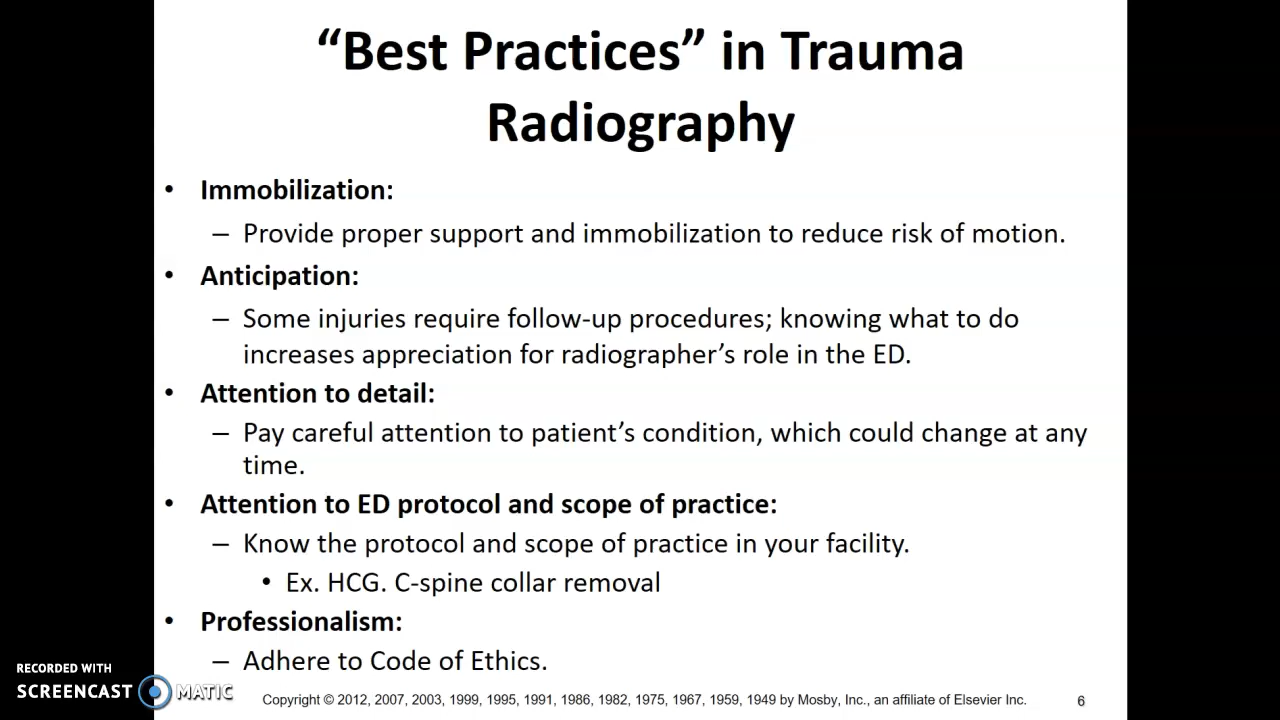 “Best Practices” in Trauma
Radiography
• Immobilization:
– Provide proper support and immobilization to reduce risk of motion.
• Anticipation:
– Some injuries require follow-up procedures; knowing what to do
increases appreciation for radiographer’s role in the ED.
• Attention to detail:
– Pay careful attention to patient’s condition, which could change at any
time.
• Attention to ED protocol and scope of practice:
– Know the protocol and scope of practice in your facility.
• Ex. HCG. C-spine collar removal
• Professionalism:
– Adhere to Code of Ethics.
RECORDED WITH
SCREENCAST MATIC
Copyright © 2012, 2007, 2003, 1999, 1995, 1991, 1986, 1982, 1975, 1967, 1959, 1949 by Mosby, Inc., an affiliate of Elsevier Inc.
6